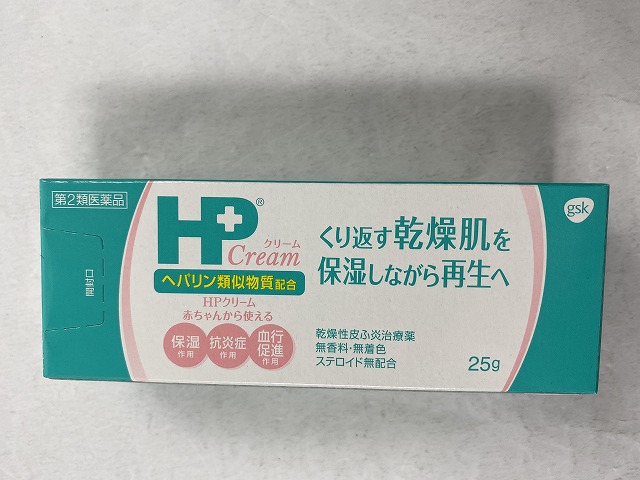 第2類医薬品
開封口
HP®
クリーム
Cream
ヘパリン類似物質配合
HPクリーム
赤ちゃんから使える
保湿作用
抗炎症作用
血行促進作用
くり返す乾燥肌を
保湿しながら再生へ
乾燥性皮ふ炎治療薬
無香料・無着色
ステロイド無配合
25g
gsk